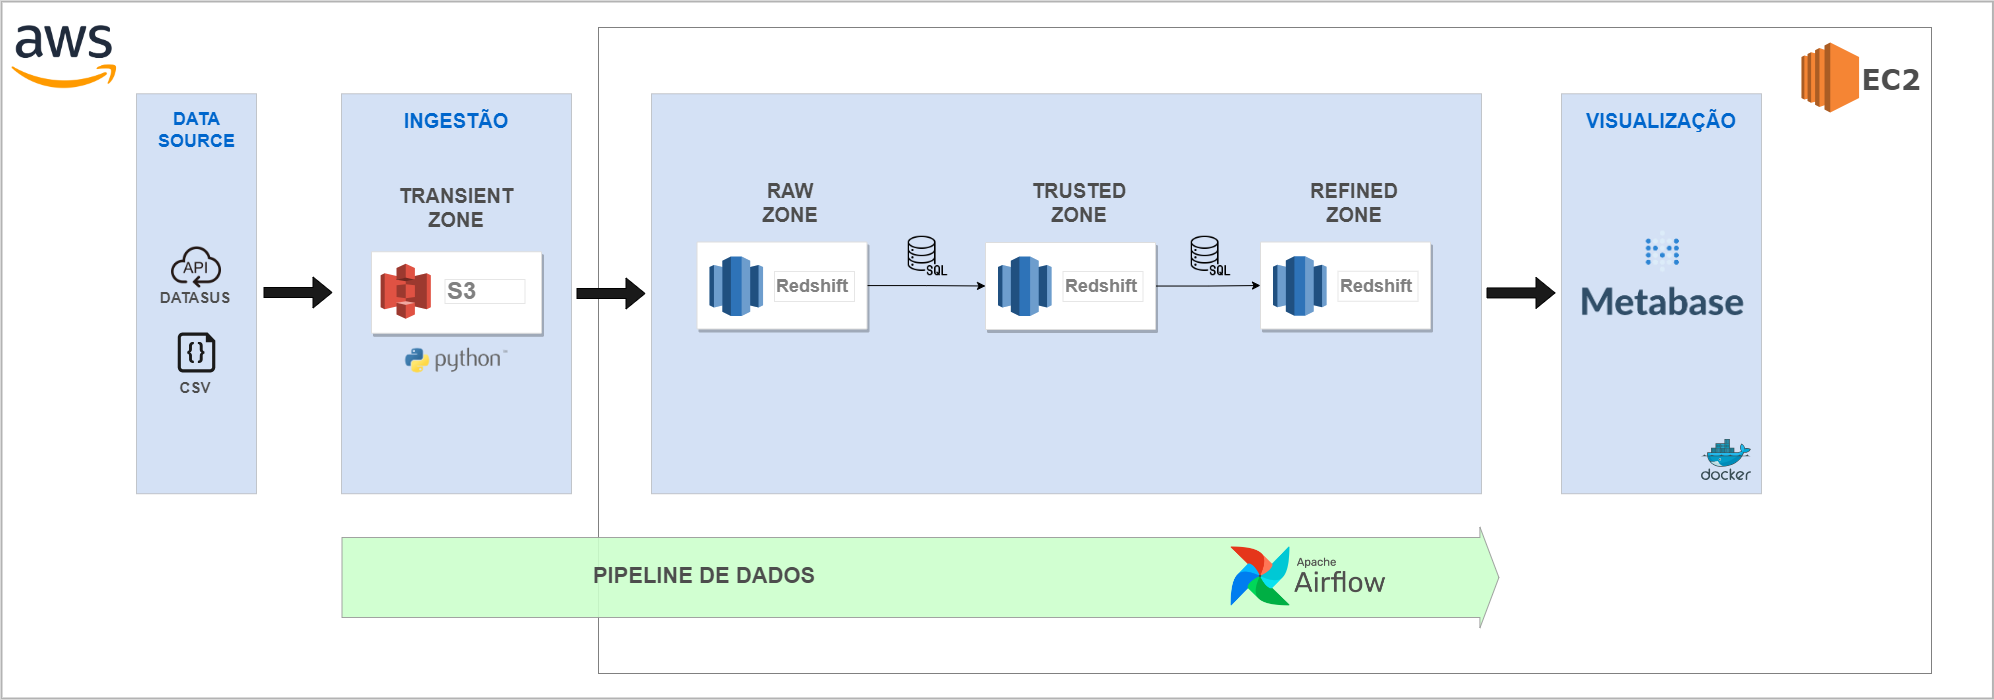 aws
EC2
DATA
SOURCE
API
DATASUS
{}
CSV
INGESTÃO
TRANSIENT
ZONE
S3
python™
RAW
ZONE
Redshift
SQL
TRUSTED
ZONE
Redshift
SQL
REFINED
ZONE
Redshift
VISUALIZAÇÃO
Metabase
docker
PIPELINE DE DADOS
Apache
Airflow